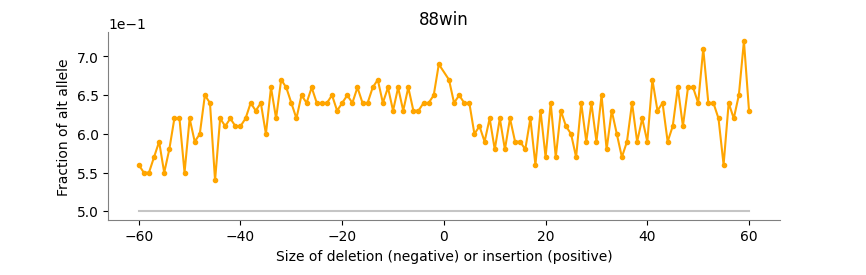 88win
1e−1
7.0
6.5
6.0
5.5
5.0
Fraction of alt allele
−60 −40 −20 0 20 40 60
Size of deletion (negative) or insertion (positive)